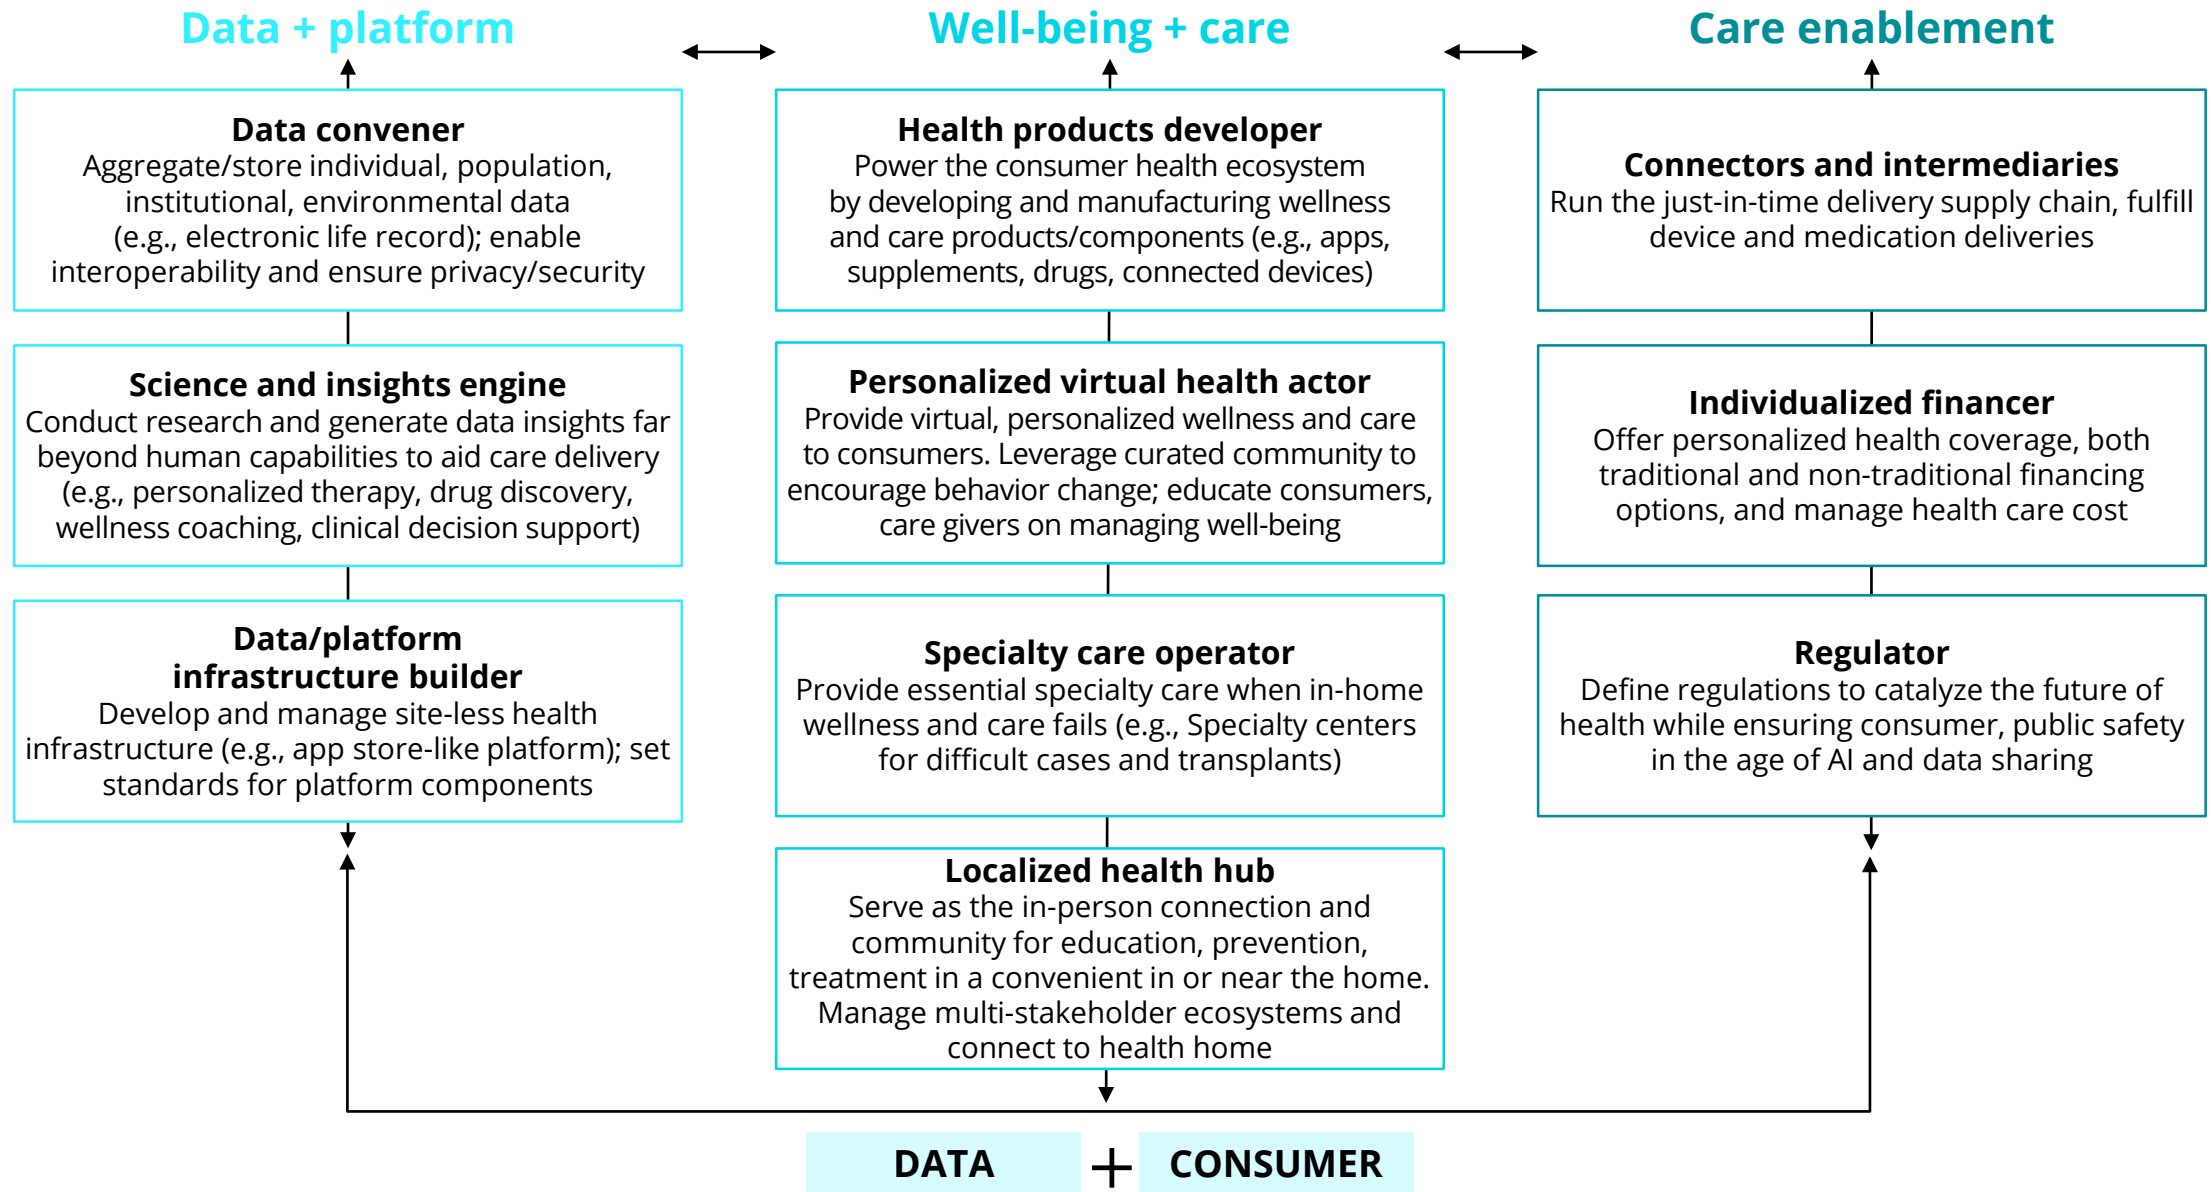 Data + platform
Well-being + care
Care enablement
Data convener
Aggregate/store individual, population,
institutional, environmental data
(e.g., electronic life record); enable
interoperability and ensure privacy/security
Science and insights engine
Conduct research and generate data insights far
beyond human capabilities to aid care delivery
(e.g., personalized therapy, drug discovery,
wellness coaching, clinical decision support)
Data/platform
infrastructure builder
Develop and manage site-less health
infrastructure (e.g., app store-like platform); set
standards for platform components
Health products developer
Power the consumer health ecosystem
by developing and manufacturing wellness
and care products/components (e.g., apps,
supplements, drugs, connected devices)
Personalized virtual health actor
Provide virtual, personalized wellness and care
to consumers. Leverage curated community to
encourage behavior change; educate consumers,
care givers on managing well-being
Specialty care operator
Provide essential specialty care when in-home
wellness and care fails (e.g., Specialty centers
for difficult cases and transplants)
Localized health hub
Serve as the in-person connection and
community for education, prevention,
treatment in a convenient in or near the home.
Manage multi-stakeholder ecosystems and
connect to health home
Connectors and intermediaries
Run the just-in-time delivery supply chain, fulfill
device and medication deliveries
Individualized financer
Offer personalized health coverage, both
traditional and non-traditional financing
options, and manage health care cost
Regulator
Define regulations to catalyze the future of
health while ensuring consumer, public safety
in the age of AI and data sharing
DATA + CONSUMER